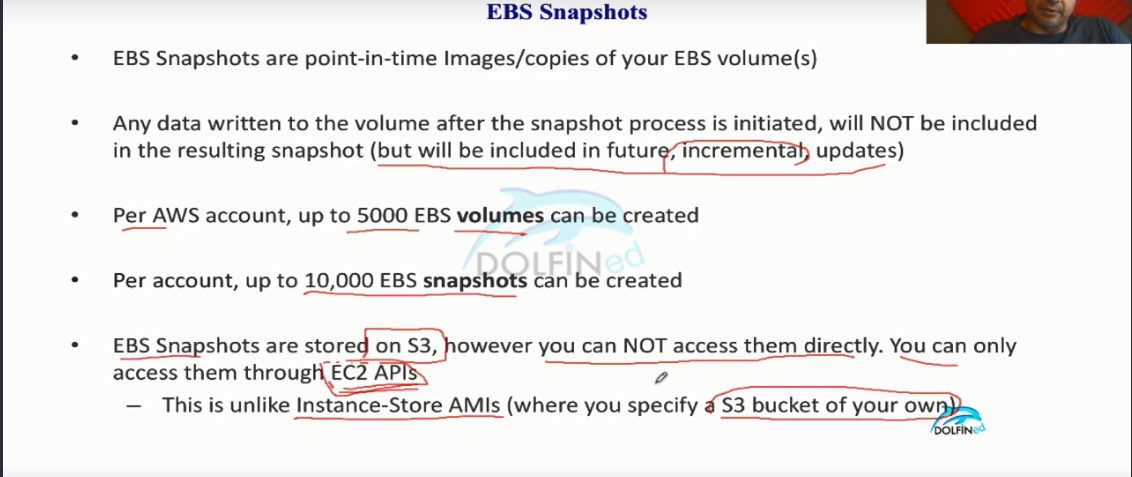 EBS Snapshots
• EBS Snapshots are point-in-time Images/copies of your EBS volume(s)
• Any data written to the volume after the snapshot process is initiated, will NOT be included
in the resulting snapshot (but will be included in future, incremental, updates)
• Per AWS account, up to 5000 EBS volumes can be created
DOLFINed
• Per account, up to 10,000 EBS snapshots can be created
• EBS Snapshots are stored on S3, however you can NOT access them directly. You can only
access them through EC2 APIs
– This is unlike Instance-Store AMIs (where you specify a S3 bucket of your own)
DOLFINed